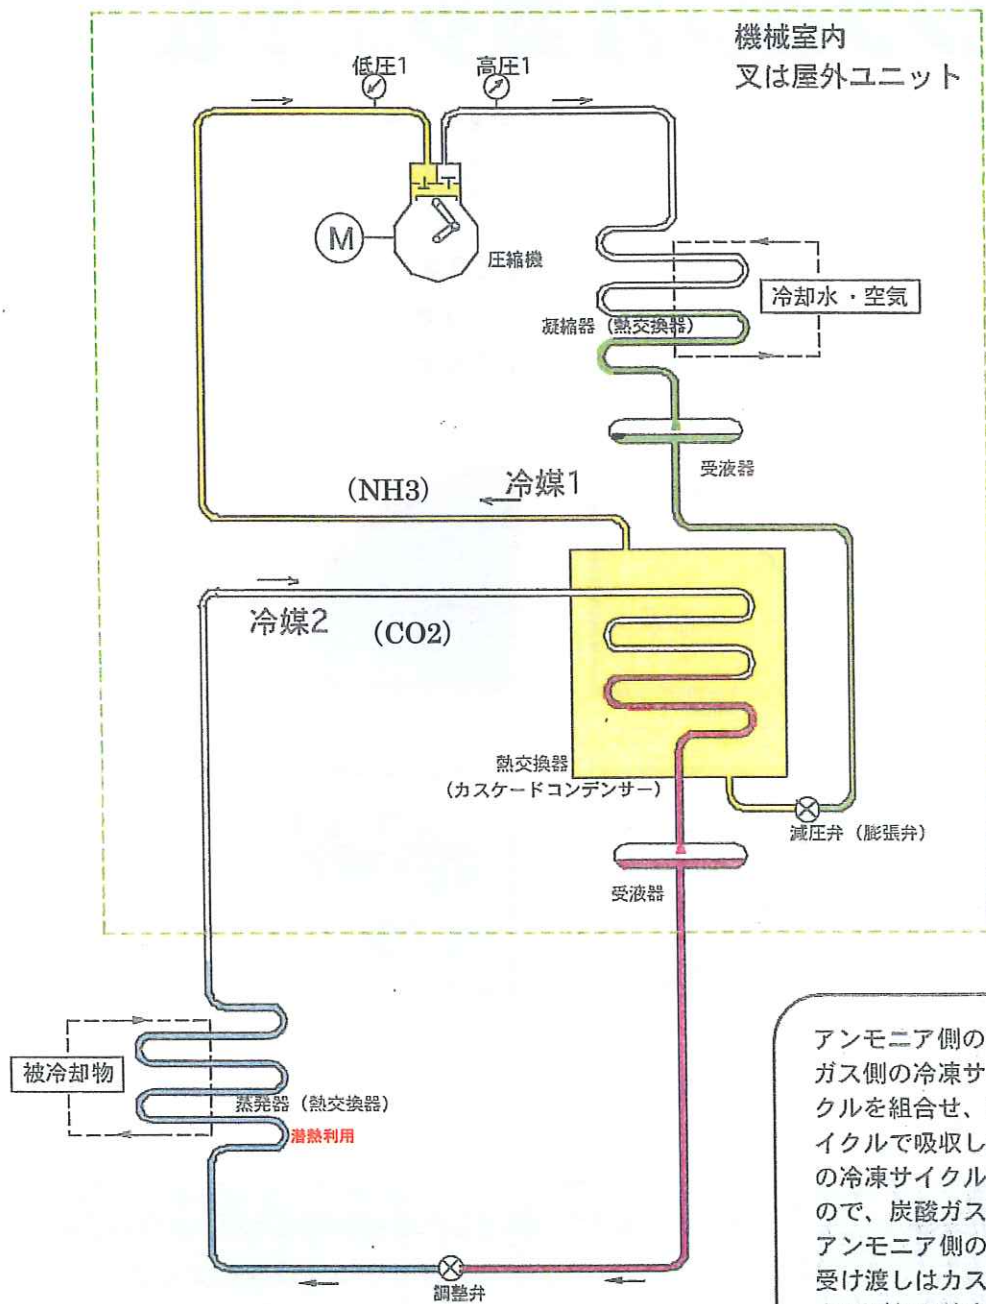 機械室内
又は屋外ユニット
低圧1
高圧1
M
圧縮機
冷却水・空気
凝縮器（熱交換器）
受液器
(NH3)
冷媒1
冷媒2
(CO2)
熱交換器
（カスケードコンデンサー）
減圧弁（膨張弁）
受液器
被冷却物
蒸発器（熱交換器）
潜熱利用
調整弁
アンモニア側の
ガス側の冷凍サ
クルを組合せ、
イクルで吸収し
の冷凍サイクル
ので、炭酸ガス
アンモニア側の
受け渡しはカス